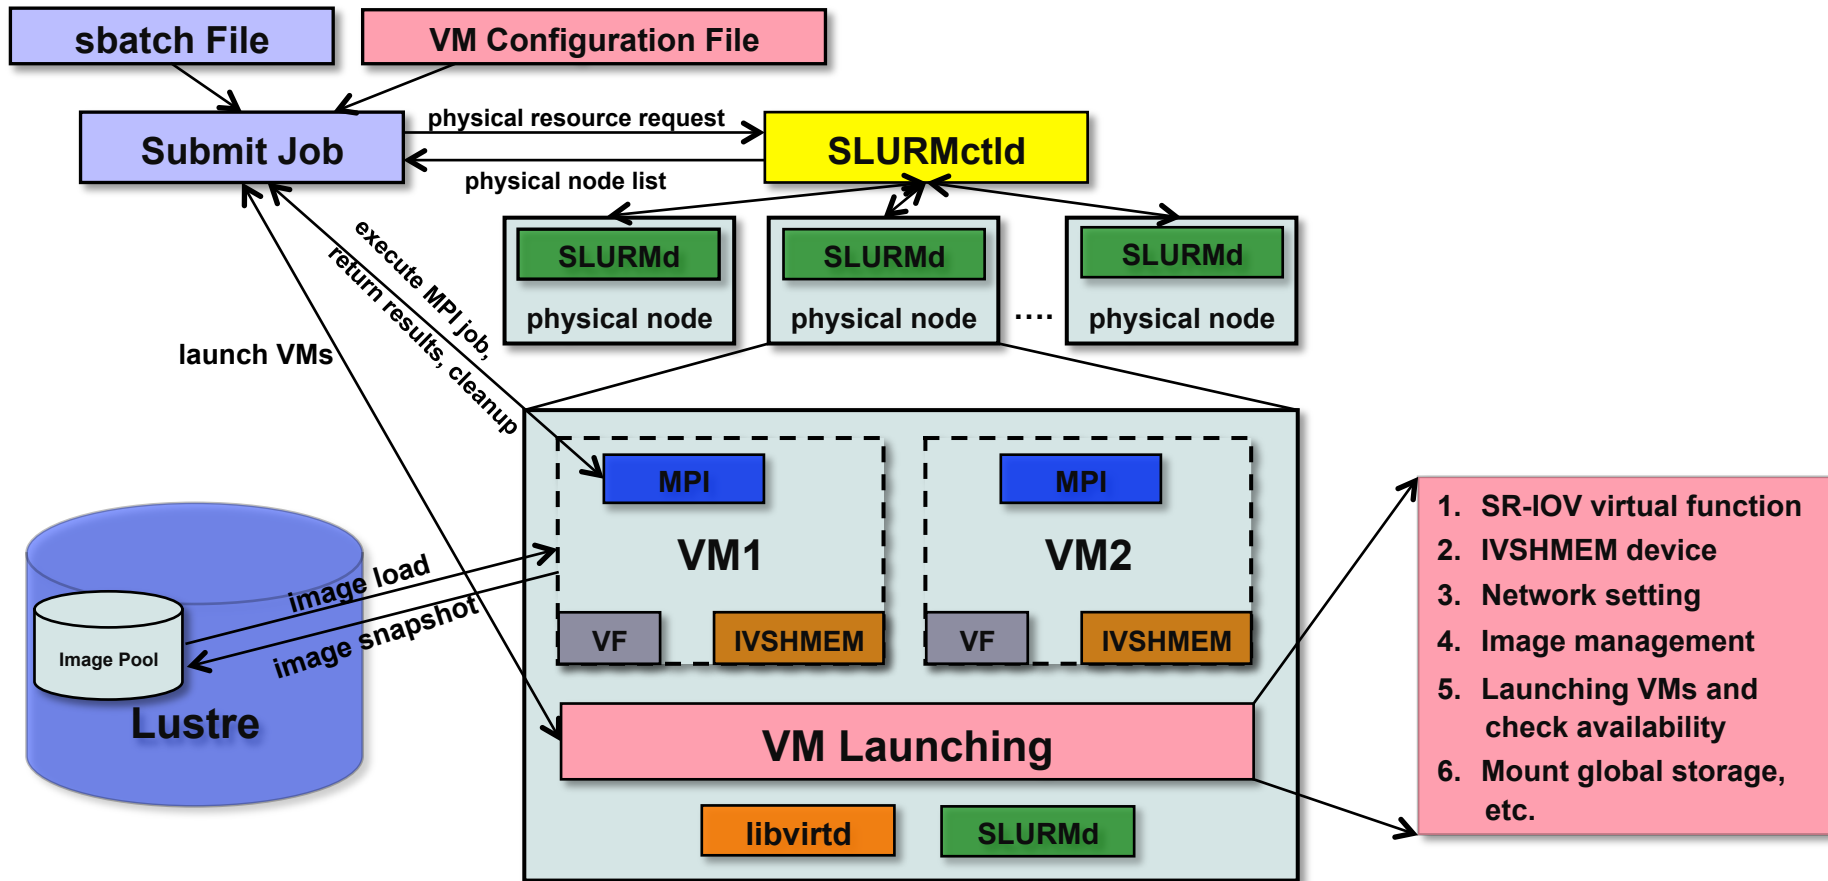 sbatch File
VM Configuration File
Submit Job
physical resource request
SLURMctld
physical node list
SLURMd
physical node
SLURMd
physical node
....
SLURMd
physical node
execute MPI job,
return results, cleanup
launch VMs
MPI
VM1
VF
IVSHMEM
MPI
VM2
VF
IVSHMEM
image load
image snapshot
Image Pool
Lustre
VM Launching
libvirtd
SLURMd
1. SR-IOV virtual function
2. IVSHMEM device
3. Network setting
4. Image management
5. Launching VMs and
check availability
6. Mount global storage,
etc.